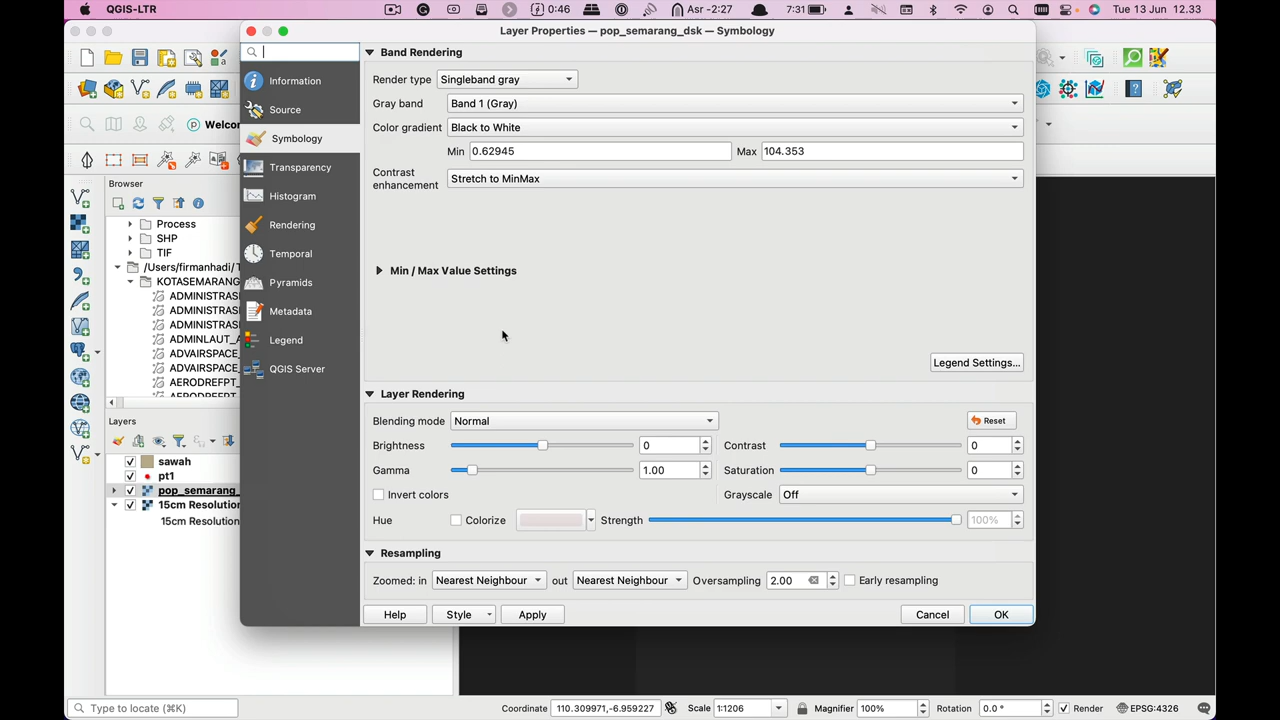 QGIS-LTR
0:46
Asr -2:27
7:31
Tue 13 Jun 12.33
Layer Properties — pop_semarang_dsk — Symbology
Information
Source
Symbology
Transparency
Histogram
Rendering
Temporal
Pyramids
Metadata
Legend
QGIS Server
Band Rendering
Render type Singleband gray
Gray band Band 1 (Gray)
Color gradient Black to White
Min 0.62945 Max 104.353
Contrast
enhancement Stretch to MinMax
Min / Max Value Settings
Legend Settings...
Layer Rendering
Blending mode Normal Reset
Brightness 0 Contrast 0
Gamma 1.00 Saturation 0
Invert colors Grayscale Off
Hue Colorize Strength 100%
Resampling
Zoomed: in Nearest Neighbour out Nearest Neighbour Oversampling 2.00 Early resampling
Help Style Apply Cancel OK
Browser
Process
SHP
TIF
/Users/firmanhadi/
KOTASEMARANG
ADMINISTRAS
ADMINISTRAS
ADMINISTRAS
ADMINLAUT_
ADVAIRSPACE_
ADVAIRSPACE_
AERODREFPT_
Layers
sawah
pt1
pop_semarang_
15cm Resolution
15cm Resolution
Type to locate (⌘K)
Coordinate 110.309971,-6.959227 Scale 1:1206 Magnifier 100% Rotation 0.0 ° Render EPSG:4326